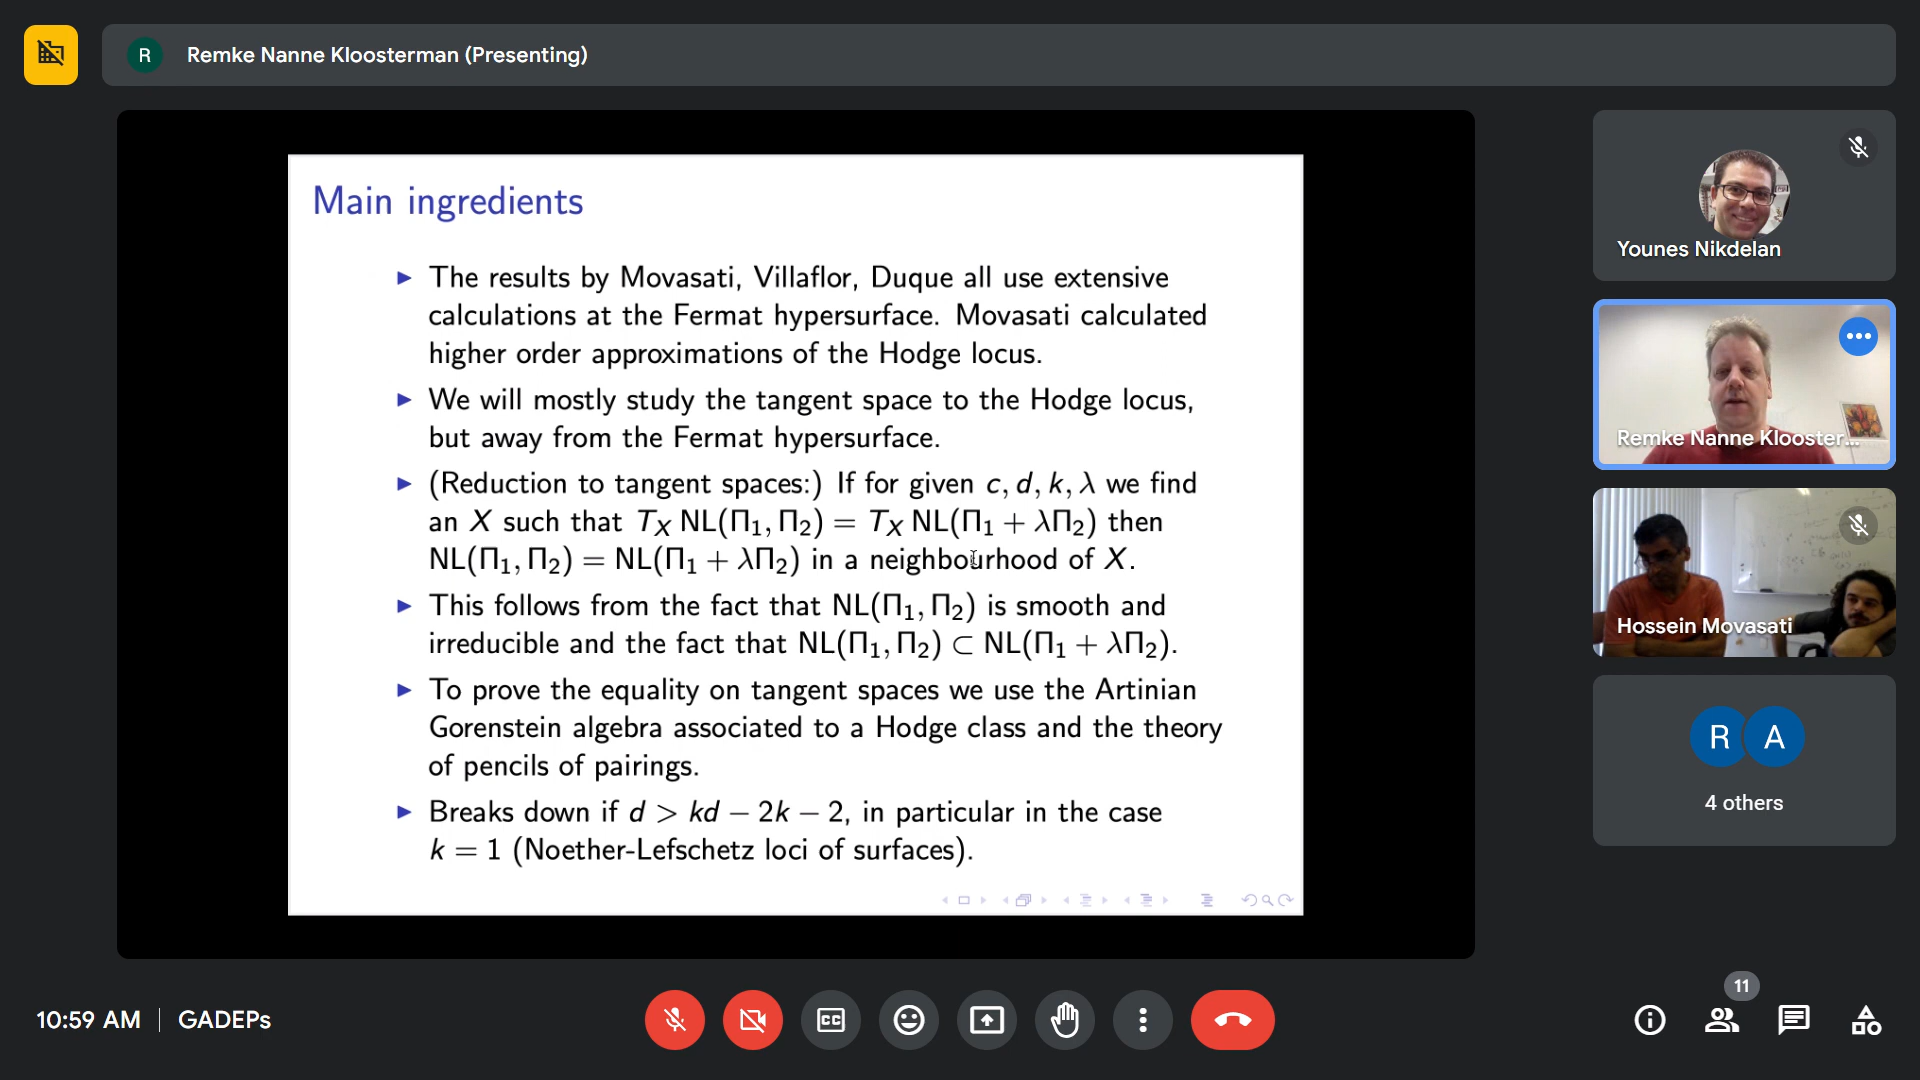 R Remke Nanne Kloosterman (Presenting)
Main ingredients
▶ The results by Movasati, Villaflor, Duque all use extensive
calculations at the Fermat hypersurface. Movasati calculated
higher order approximations of the Hodge locus.
▶ We will mostly study the tangent space to the Hodge locus,
but away from the Fermat hypersurface.
▶ (Reduction to tangent spaces:) If for given c, d, k, λ we find
an X such that T_X NL(Π₁, Π₂) = T_X NL(Π₁ + λΠ₂) then
NL(Π₁, Π₂) = NL(Π₁ + λΠ₂) in a neighbourhood of X.
▶ This follows from the fact that NL(Π₁, Π₂) is smooth and
irreducible and the fact that NL(Π₁, Π₂) ⊂ NL(Π₁ + λΠ₂).
▶ To prove the equality on tangent spaces we use the Artinian
Gorenstein algebra associated to a Hodge class and the theory
of pencils of pairings.
▶ Breaks down if d > kd − 2k − 2, in particular in the case
k = 1 (Noether-Lefschetz loci of surfaces).
Younes Nikdelan
Remke Nanne Klooster...
Hossein Movasati
R A
4 others
10:59 AM | GADEPs
CC
11